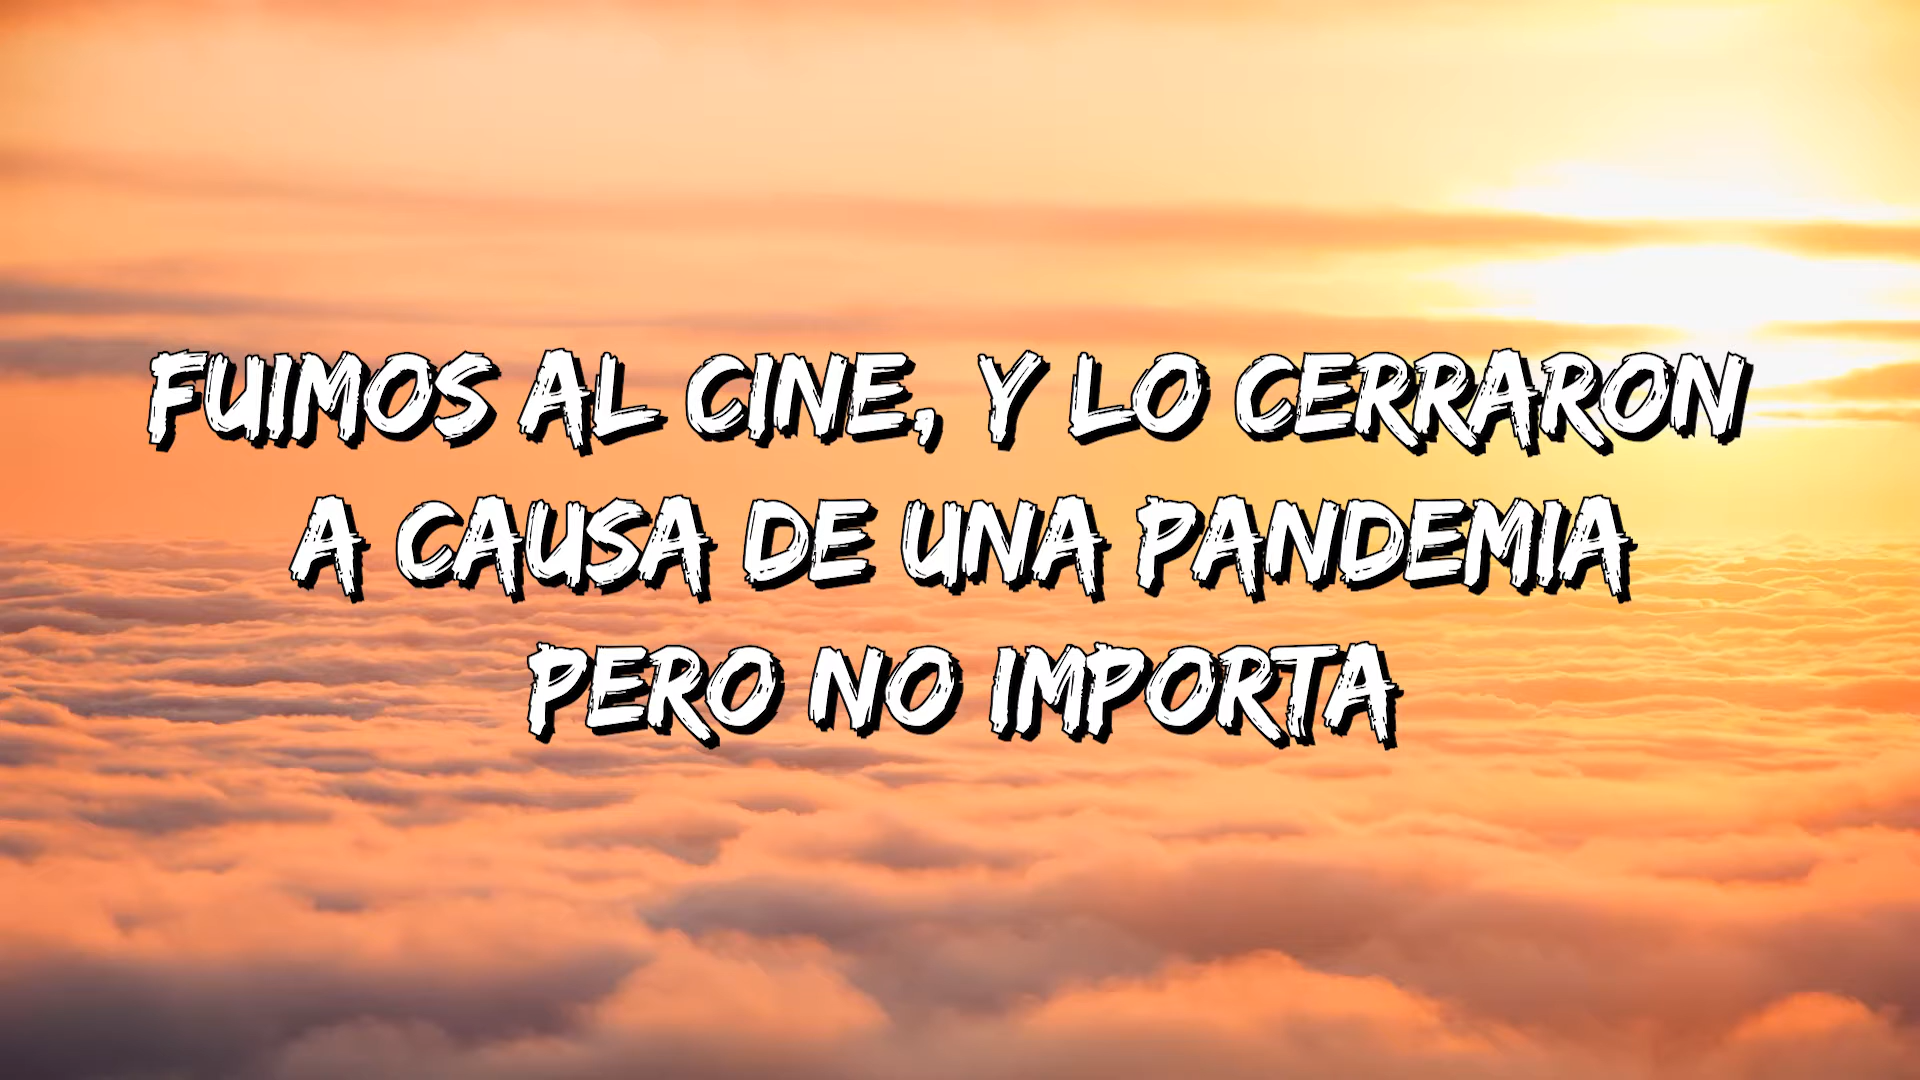 FUIMOS AL CINE, Y LO CERRARON
A CAUSA DE UNA PANDEMIA
PERO NO IMPORTA